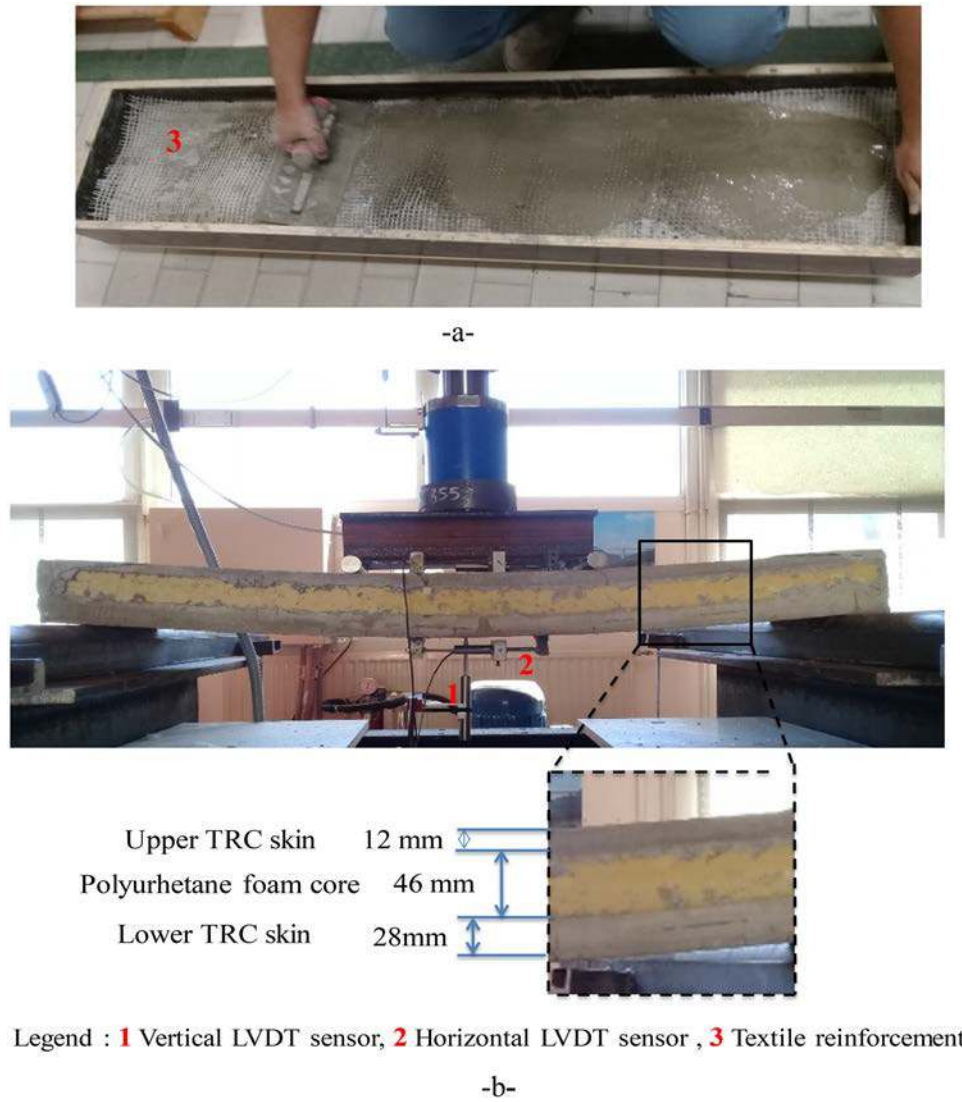 3
-a-
355
1
2
Upper TRC skin 12 mm
Polyurhetane foam core 46 mm
Lower TRC skin 28mm
Legend : 1 Vertical LVDT sensor, 2 Horizontal LVDT sensor , 3 Textile reinforcement
-b-